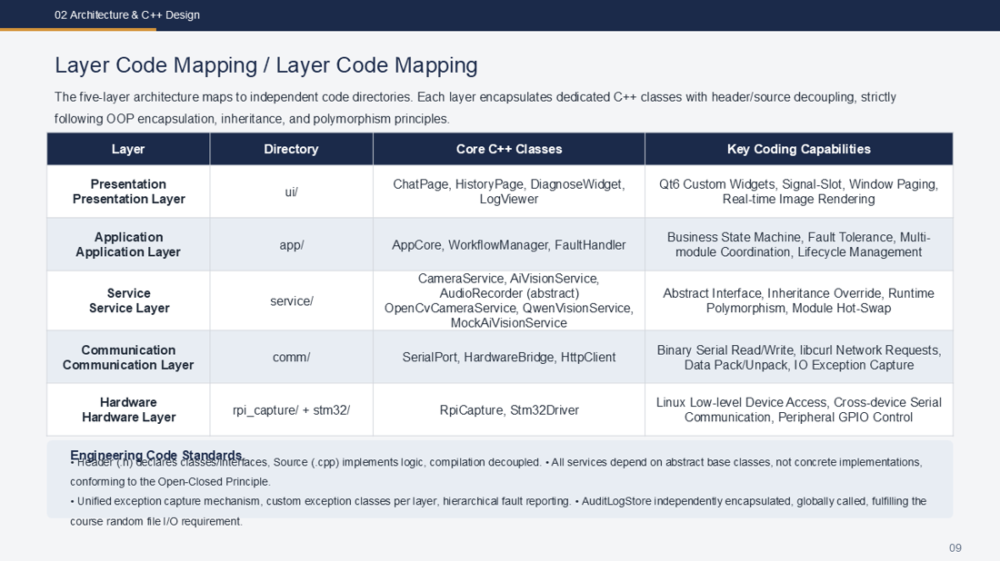 02 Architecture & C++ Design
Layer Code Mapping / Layer Code Mapping
The five-layer architecture maps to independent code directories. Each layer encapsulates dedicated C++ classes with header/source decoupling, strictly
following OOP encapsulation, inheritance, and polymorphism principles.
Layer
Directory
Core C++ Classes
Key Coding Capabilities
Presentation
Presentation Layer
ui/
ChatPage, HistoryPage, DiagnoseWidget,
LogViewer
Qt6 Custom Widgets, Signal-Slot, Window Paging,
Real-time Image Rendering
Application
Application Layer
app/
AppCore, WorkflowManager, FaultHandler
Business State Machine, Fault Tolerance, Multi-
module Coordination, Lifecycle Management
Service
Service Layer
service/
CameraService, AiVisionService,
AudioRecorder (abstract)
OpenCvCameraService, QwenVisionService,
MockAiVisionService
Abstract Interface, Inheritance Override, Runtime
Polymorphism, Module Hot-Swap
Communication
Communication Layer
comm/
SerialPort, HardwareBridge, HttpClient
Binary Serial Read/Write, libcurl Network Requests,
Data Pack/Unpack, IO Exception Capture
Hardware
Hardware Layer
rpi_capture/ + stm32/
RpiCapture, Stm32Driver
Linux Low-level Device Access, Cross-device Serial
Communication, Peripheral GPIO Control
Engineering Code Standards
• Header (.h) declares classes/interfaces, Source (.cpp) implements logic, compilation decoupled. • All services depend on abstract base classes, not concrete implementations,
conforming to the Open-Closed Principle.
• Unified exception capture mechanism, custom exception classes per layer, hierarchical fault reporting. • AuditLogStore independently encapsulated, globally called, fulfilling the
course random file I/O requirement.
09